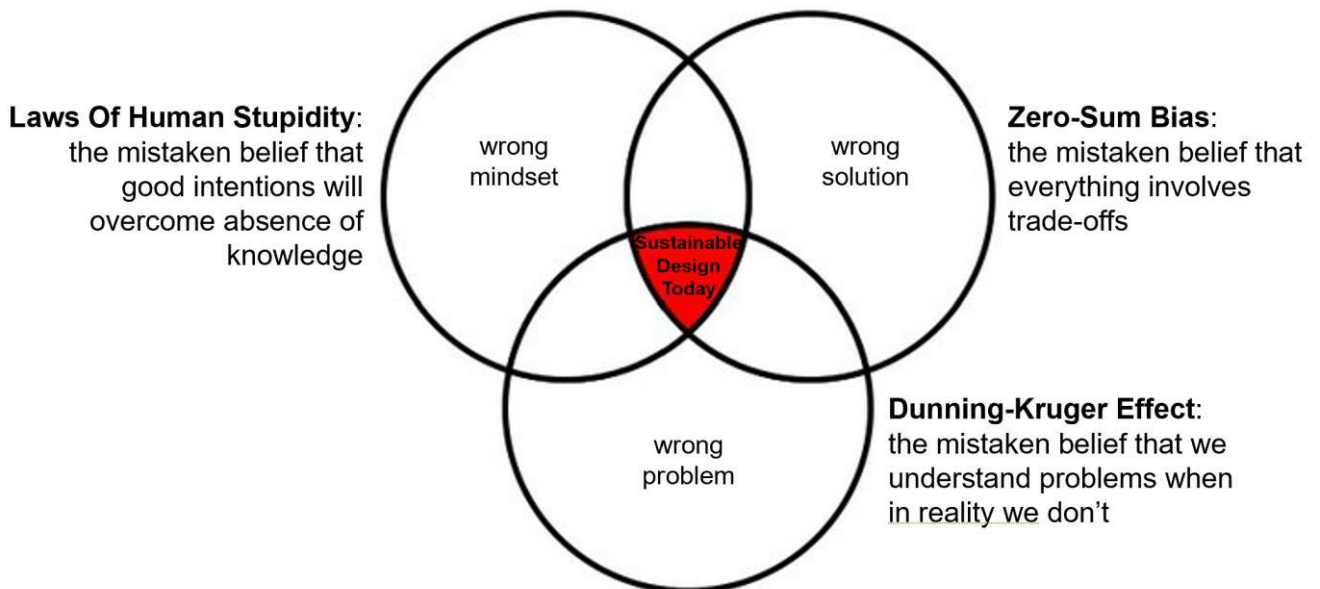 Laws Of Human Stupidity:
the mistaken belief that
good intentions will
overcome absence of
knowledge
wrong
mindset
wrong
solution
Zero-Sum Bias:
the mistaken belief that
everything involves
trade-offs
Sustainable
Design
Today
wrong
problem
Dunning-Kruger Effect:
the mistaken belief that we
understand problems when
in reality we don’t